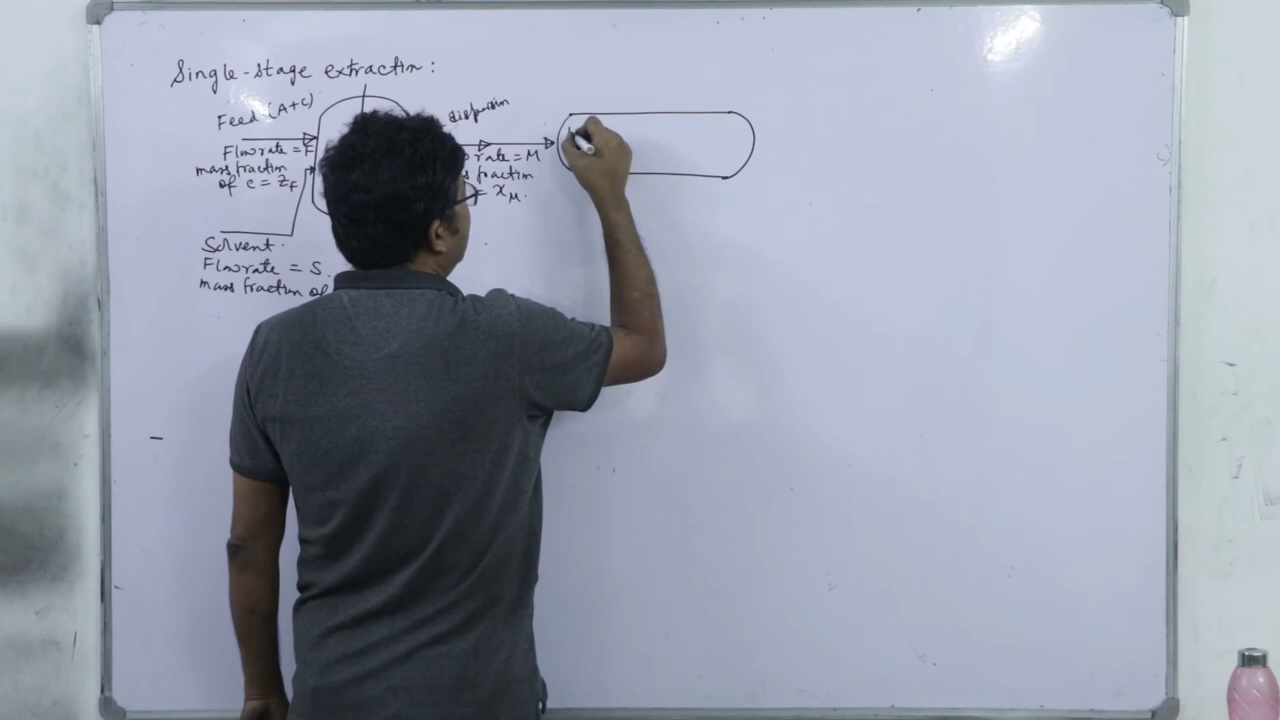 Single-stage extraction:
Feed (A+C)
Flowrate = F
mass fraction
of C = Z_F
Solvent.
Flowrate = S.
mass fraction of
dispersion
rate = M
fraction
= x_M.